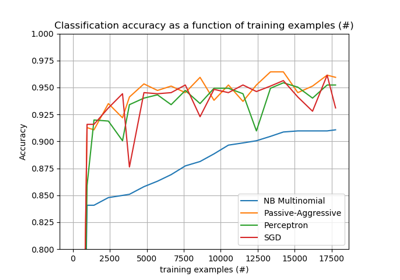 Classification accuracy as a function of training examples (#)
1.000
0.975
0.950
0.925
0.900
0.875
0.850
0.825
0.800
Accuracy
NB Multinomial
Passive-Aggressive
Perceptron
SGD
0 2500 5000 7500 10000 12500 15000 17500
training examples (#)